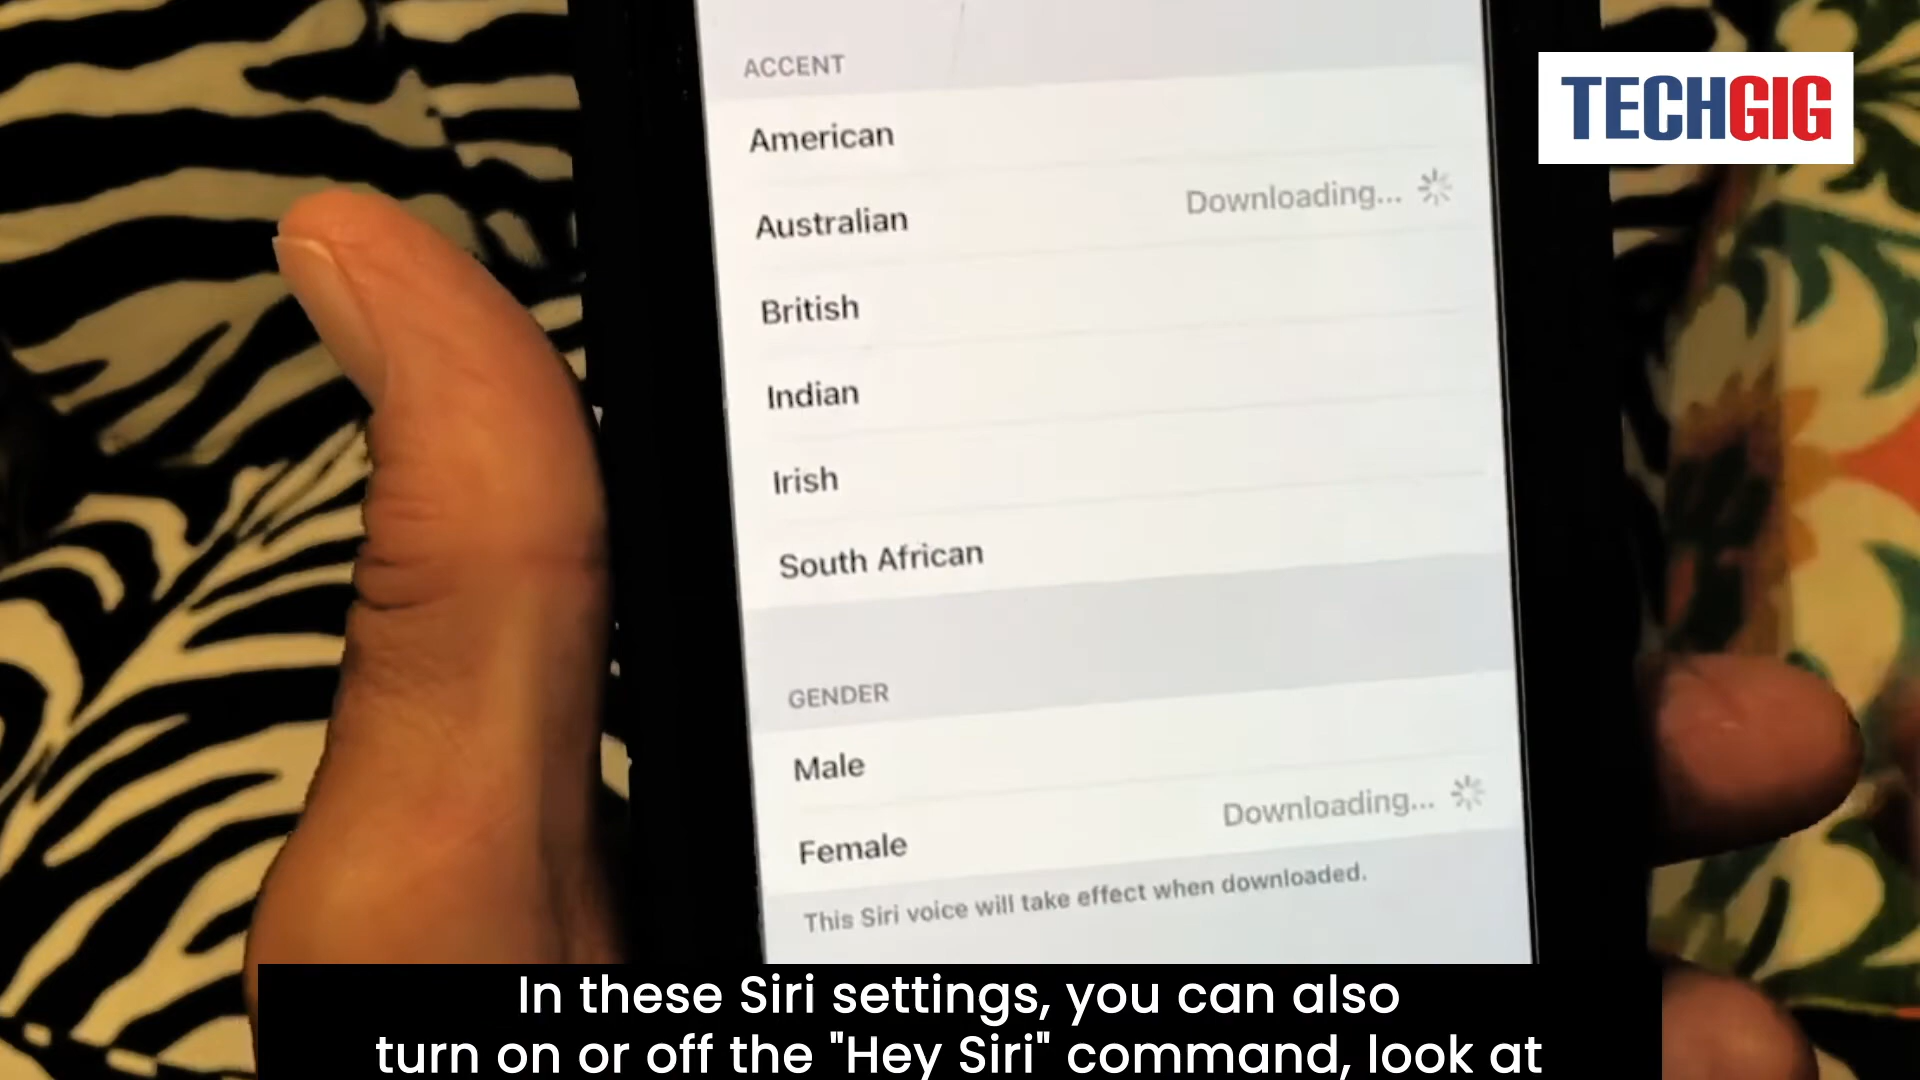 ACCENT
TECHGIG
American
Australian Downloading...
British
Indian
Irish
South African
GENDER
Male
Female Downloading...
This Siri voice will take effect when downloaded.
In these Siri settings, you can also
turn on or off the "Hey Siri" command, look at